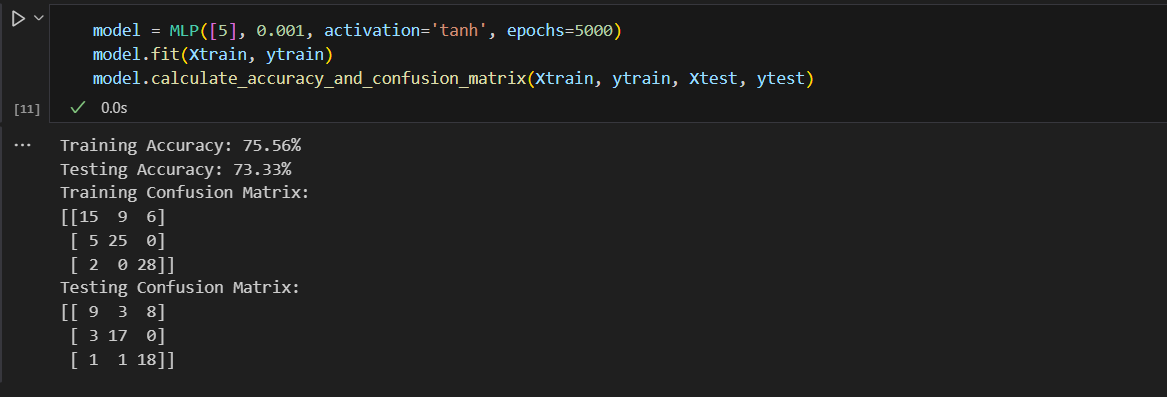 model = MLP([5], 0.001, activation='tanh', epochs=5000)
model.fit(Xtrain, ytrain)
model.calculate_accuracy_and_confusion_matrix(Xtrain, ytrain, Xtest, ytest)
[11] ✓ 0.0s
... Training Accuracy: 75.56%
Testing Accuracy: 73.33%
Training Confusion Matrix:
[[15  9  6]
 [ 5 25  0]
 [ 2  0 28]]
Testing Confusion Matrix:
[[ 9  3  8]
 [ 3 17  0]
 [ 1  1 18]]